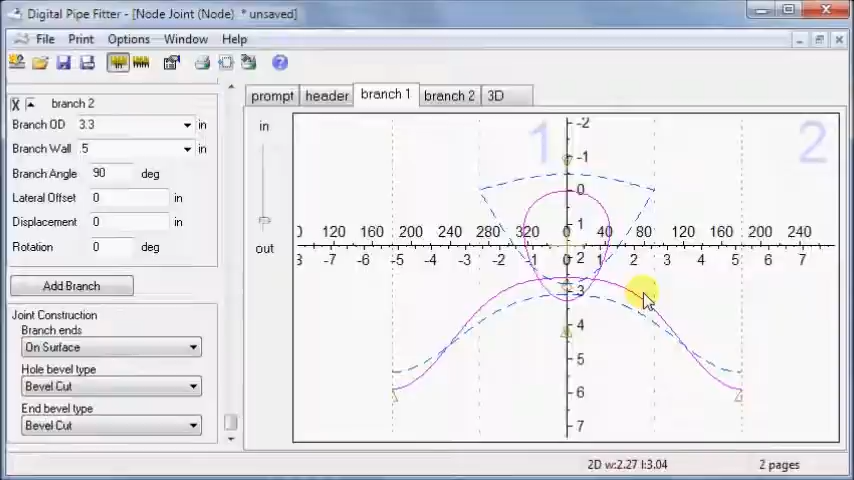 Digital Pipe Fitter - [Node Joint (Node) * unsaved]
File Print Options Window Help
X branch 2
Branch OD 3.3 in
Branch Wall .5 in
Branch Angle 90 deg
Lateral Offset 0 in
Displacement 0 in
Rotation 0 deg
Add Branch
Joint Construction
Branch ends
On Surface
Hole bevel type
Bevel Cut
End bevel type
Bevel Cut
prompt header branch 1 branch 2 3D
in
out
1 2
-2
-1
0
1
2
3
4
5
6
7
0 120 160 200 240 280 320 0 40 80 120 160 200 240
8 -7 -6 -5 -4 -3 -2 -1 0 1 2 3 4 5 6 7
2D w:2.27 l:3.04 2 pages